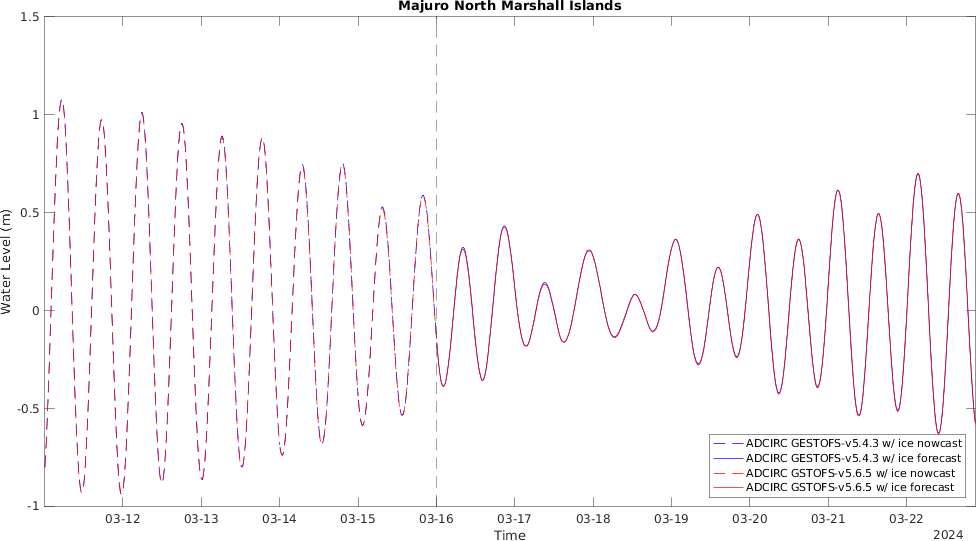 Majuro North Marshall Islands
1.5
1
0.5
0
-0.5
-1
Water Level (m)
03-12 03-13 03-14 03-15 03-16 03-17 03-18 03-19 03-20 03-21 03-22
Time
2024
ADCIRC GESTOFS-v5.4.3 w/ ice nowcast
ADCIRC GESTOFS-v5.4.3 w/ ice forecast
ADCIRC GSTOFS-v5.6.5 w/ ice nowcast
ADCIRC GSTOFS-v5.6.5 w/ ice forecast